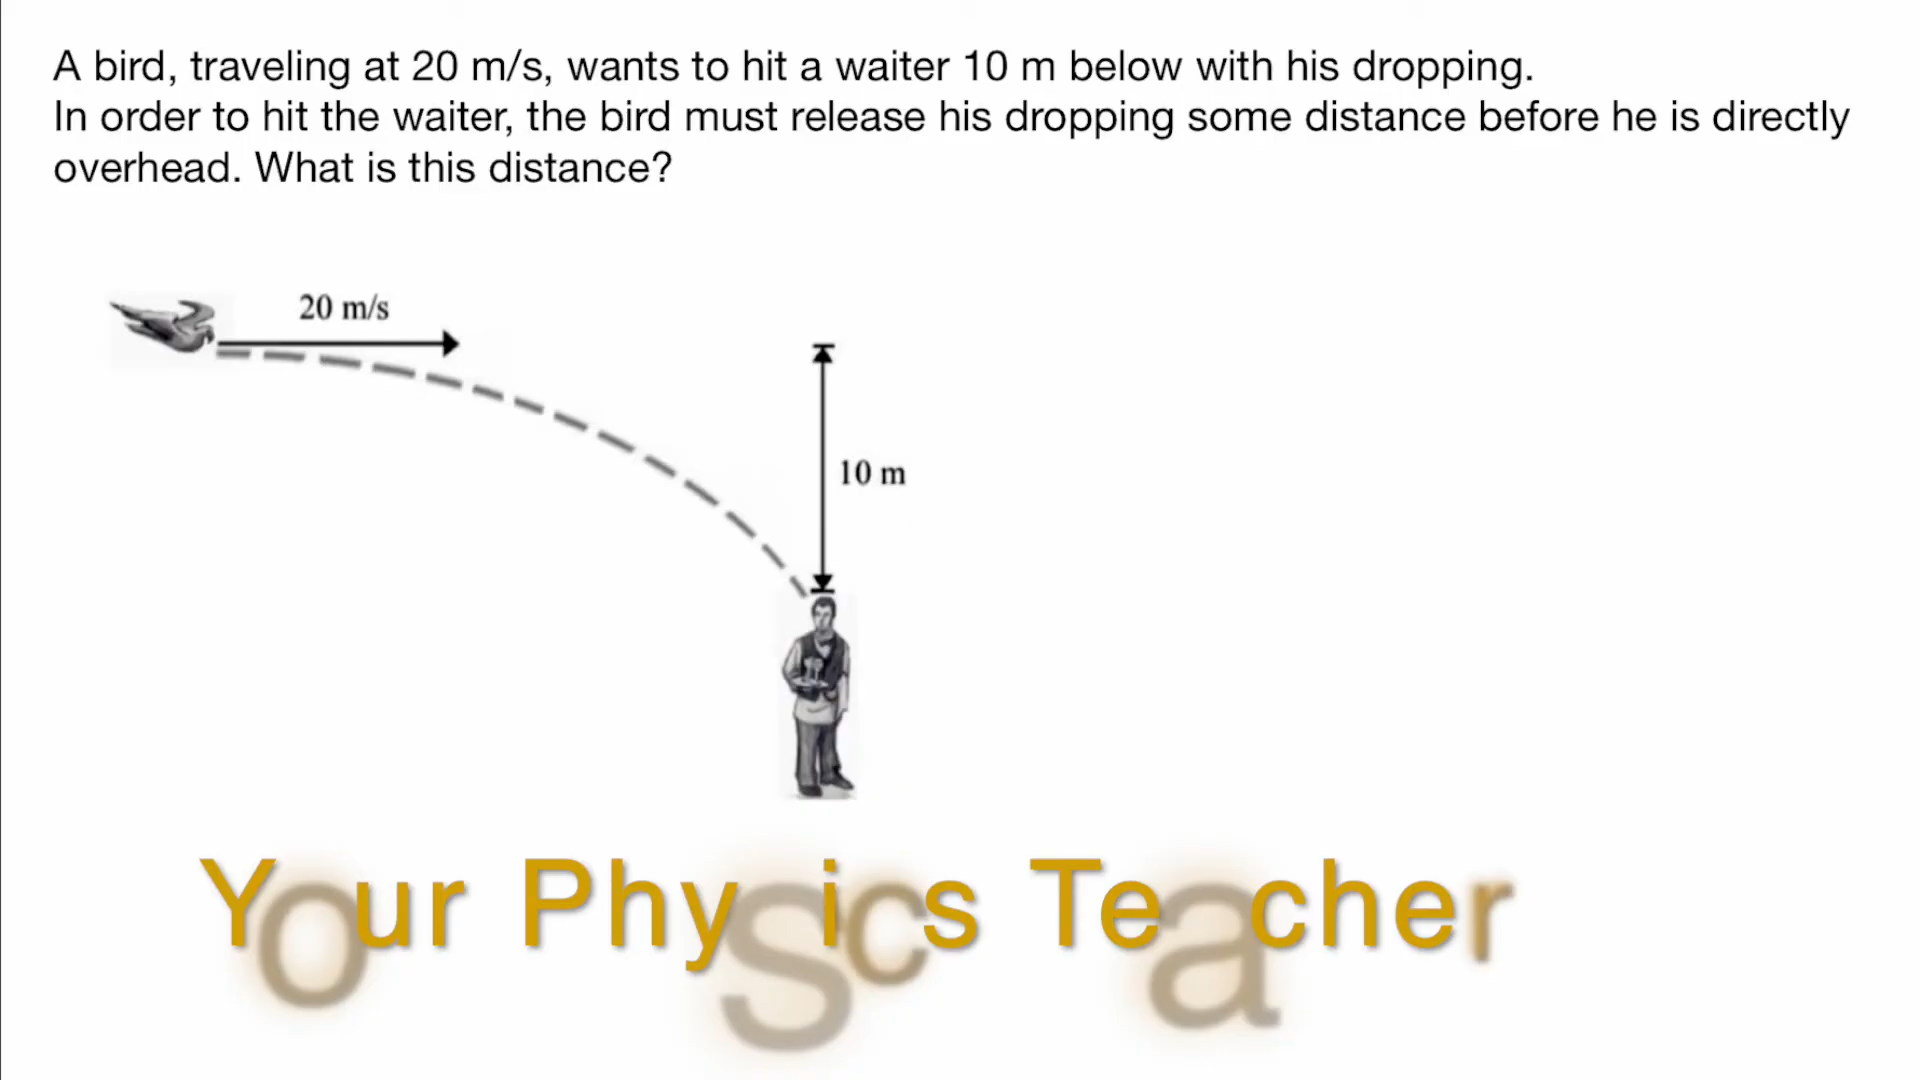 A bird, traveling at 20 m/s, wants to hit a waiter 10 m below with his dropping.
In order to hit the waiter, the bird must release his dropping some distance before he is directly
overhead. What is this distance?
20 m/s
10 m
Your Physics Teacher